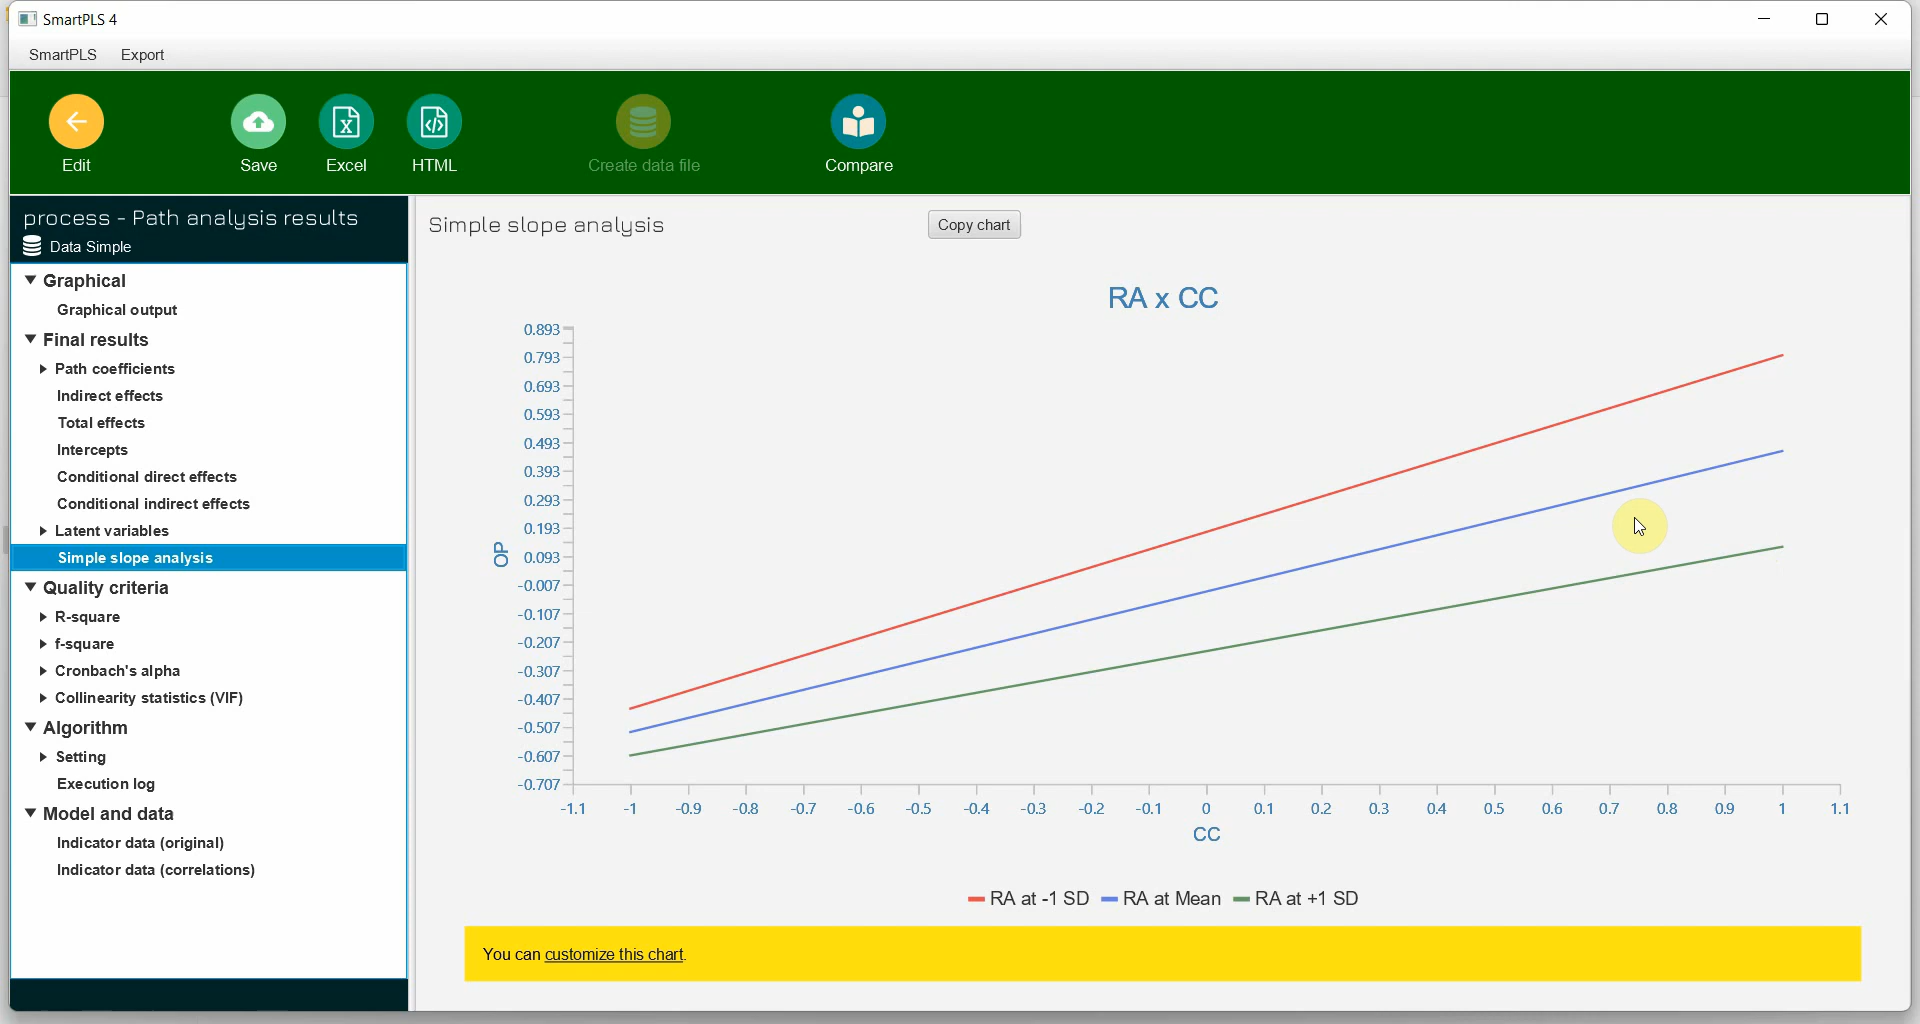 SmartPLS 4
SmartPLS Export
Edit Save Excel HTML Create data file Compare
process - Path analysis results
Data Simple
Graphical
Graphical output
Final results
Path coefficients
Indirect effects
Total effects
Intercepts
Conditional direct effects
Conditional indirect effects
Latent variables
Simple slope analysis
Quality criteria
R-square
f-square
Cronbach's alpha
Collinearity statistics (VIF)
Algorithm
Setting
Execution log
Model and data
Indicator data (original)
Indicator data (correlations)
Simple slope analysis Copy chart
RA x CC
0.893
0.793
0.693
0.593
0.493
0.393
0.293
0.193
0.093
-0.007
-0.107
-0.207
-0.307
-0.407
-0.507
-0.607
-0.707
OP
-1.1 -1 -0.9 -0.8 -0.7 -0.6 -0.5 -0.4 -0.3 -0.2 -0.1 0 0.1 0.2 0.3 0.4 0.5 0.6 0.7 0.8 0.9 1 1.1
CC
RA at -1 SD RA at Mean RA at +1 SD
You can customize this chart.